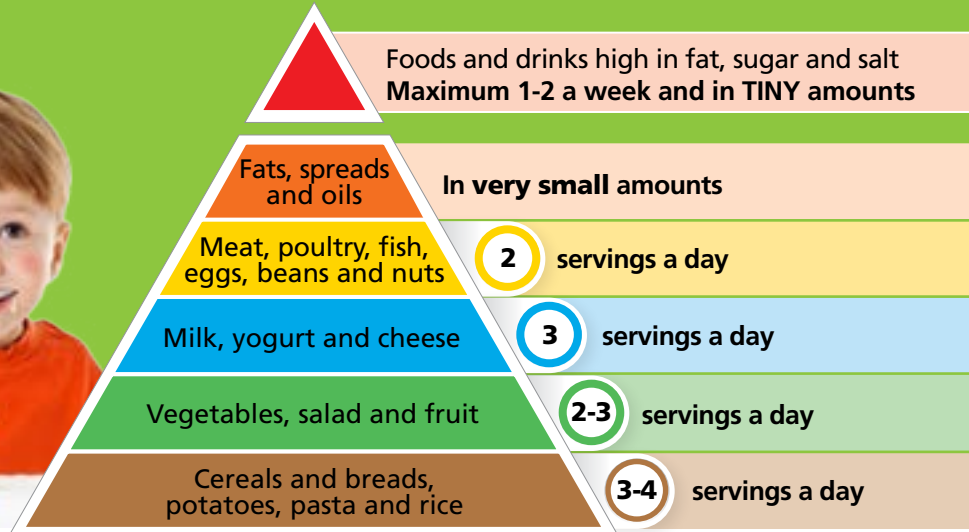 Foods and drinks high in fat, sugar and salt
Maximum 1-2 a week and in TINY amounts
Fats, spreads
and oils
In very small amounts
Meat, poultry, fish,
eggs, beans and nuts
2 servings a day
Milk, yogurt and cheese
3 servings a day
Vegetables, salad and fruit
2-3 servings a day
Cereals and breads,
potatoes, pasta and rice
3-4 servings a day